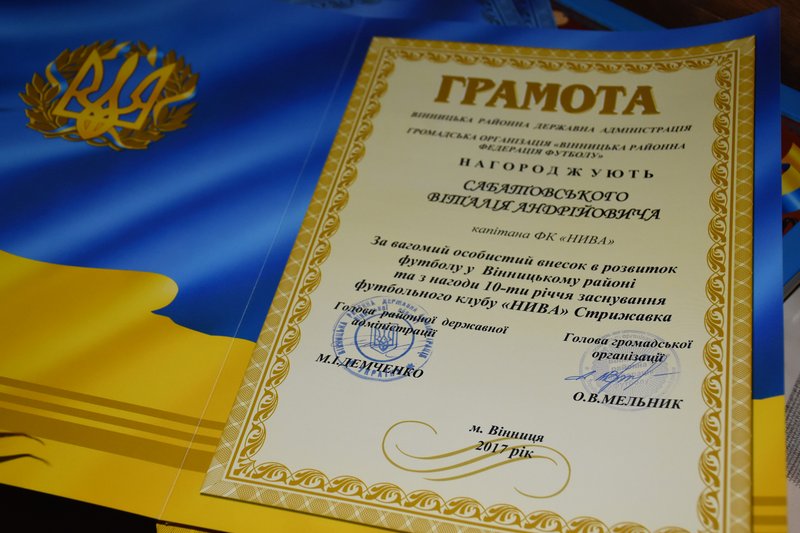 ГРАМОТА
ВІННИЦЬКА РАЙОННА ДЕРЖАВНА АДМІНІСТРАЦІЯ
ГРОМАДСЬКА ОРГАНІЗАЦІЯ «ВІННИЦЬКА РАЙОННА
ФЕДЕРАЦІЯ ФУТБОЛУ»
НАГОРОДЖУЮТЬ
САБАТОВСЬКОГО
ВІТАЛІЯ АНДРІЙОВИЧА
капітана ФК «НИВА»
За вагомий особистий внесок в розвиток
футболу у Вінницькому районі
та з нагоди 10-ти річчя заснування
футбольного клубу «НИВА» Стрижавка
Голова районної державної
адміністрації
М.І.ДЕМЧЕНКО
Голова громадської
організації
О.В.МЕЛЬНИК
м. Вінниця
2017 рік